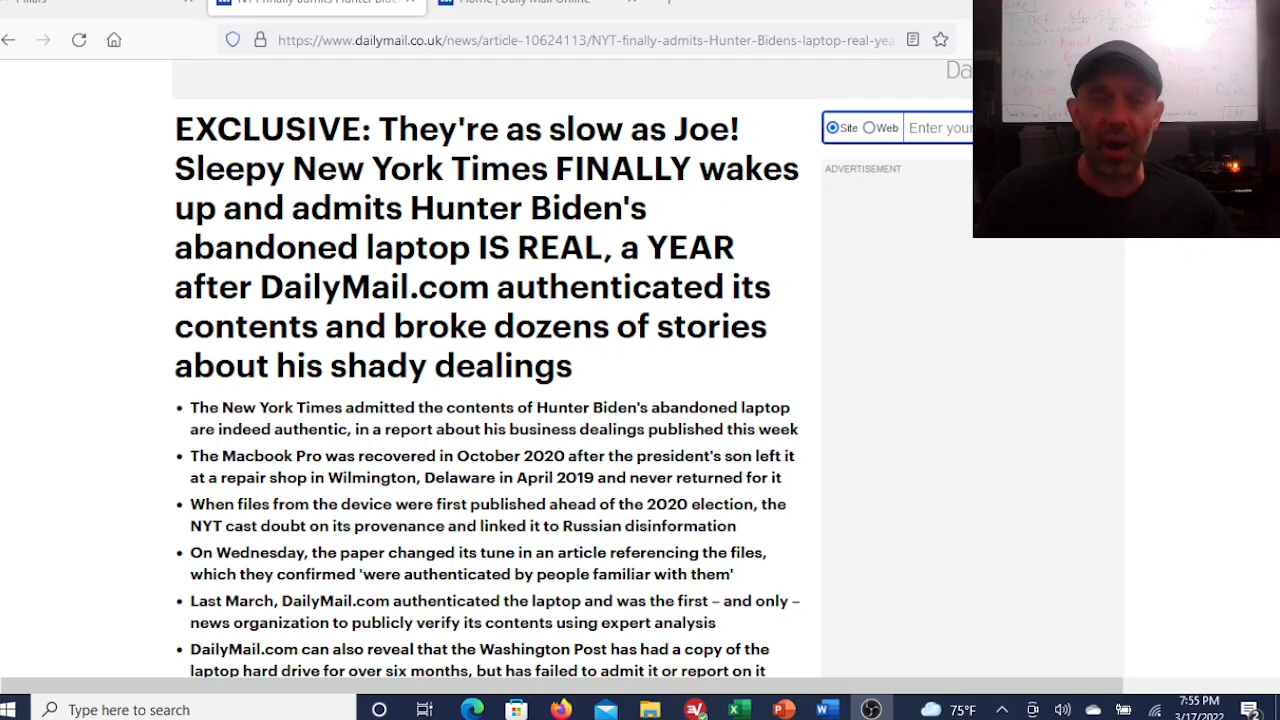 NYT finally admits Hunter Bide
Home | Daily Mail Online
https://www.dailymail.co.uk/news/article-10624113/NYT-finally-admits-Hunter-Bidens-laptop-real-yea
Da
EXCLUSIVE: They're as slow as Joe!
Sleepy New York Times FINALLY wakes
up and admits Hunter Biden's
abandoned laptop IS REAL, a YEAR
after DailyMail.com authenticated its
contents and broke dozens of stories
about his shady dealings
Site Web Enter your
ADVERTISEMENT
• The New York Times admitted the contents of Hunter Biden's abandoned laptop
are indeed authentic, in a report about his business dealings published this week
• The Macbook Pro was recovered in October 2020 after the president's son left it
at a repair shop in Wilmington, Delaware in April 2019 and never returned for it
• When files from the device were first published ahead of the 2020 election, the
NYT cast doubt on its provenance and linked it to Russian disinformation
• On Wednesday, the paper changed its tune in an article referencing the files,
which they confirmed 'were authenticated by people familiar with them'
• Last March, DailyMail.com authenticated the laptop and was the first – and only –
news organization to publicly verify its contents using expert analysis
• DailyMail.com can also reveal that the Washington Post has had a copy of the
laptop hard drive for over six months, but has failed to admit it or report on it
Type here to search
75°F
7:55 PM
3/17/2022
2